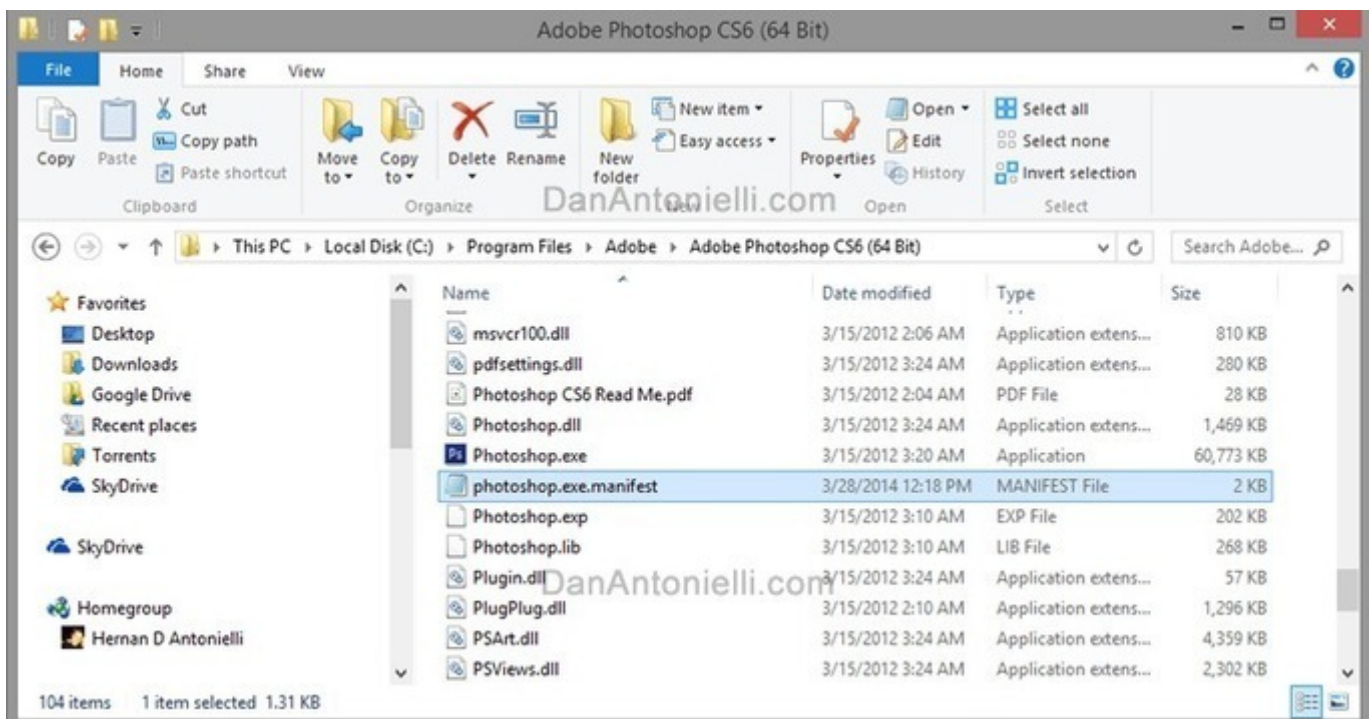 Adobe Photoshop CS6 (64 Bit)
File Home Share View
Copy
Paste
Cut
Copy path
Paste shortcut
Move to
Copy to
Delete
Rename
New folder
New item
Easy access
Properties
Open
Edit
History
Select all
Select none
Invert selection
Clipboard Organize New Open Select
DanAntonielli.com
This PC Local Disk (C:) Program Files Adobe Adobe Photoshop CS6 (64 Bit) Search Adobe...
Favorites
Desktop
Downloads
Google Drive
Recent places
Torrents
SkyDrive
SkyDrive
Homegroup
Hernan D Antonielli
Name Date modified Type Size
msvcr100.dll 3/15/2012 2:06 AM Application extens... 810 KB
pdfsettings.dll 3/15/2012 3:24 AM Application extens... 280 KB
Photoshop CS6 Read Me.pdf 3/15/2012 2:04 AM PDF File 28 KB
Photoshop.dll 3/15/2012 3:24 AM Application extens... 1,469 KB
Ps Photoshop.exe 3/15/2012 3:20 AM Application 60,773 KB
photoshop.exe.manifest 3/28/2014 12:18 PM MANIFEST File 2 KB
Photoshop.exp 3/15/2012 3:10 AM EXP File 202 KB
Photoshop.lib 3/15/2012 3:10 AM LIB File 268 KB
Plugin.dll 3/15/2012 3:24 AM Application extens... 57 KB
DanAntonielli.com
PlugPlug.dll 3/15/2012 2:10 AM Application extens... 1,296 KB
PSArt.dll 3/15/2012 3:24 AM Application extens... 4,359 KB
PSViews.dll 3/15/2012 3:24 AM Application extens... 2,302 KB
104 items 1 item selected 1.31 KB